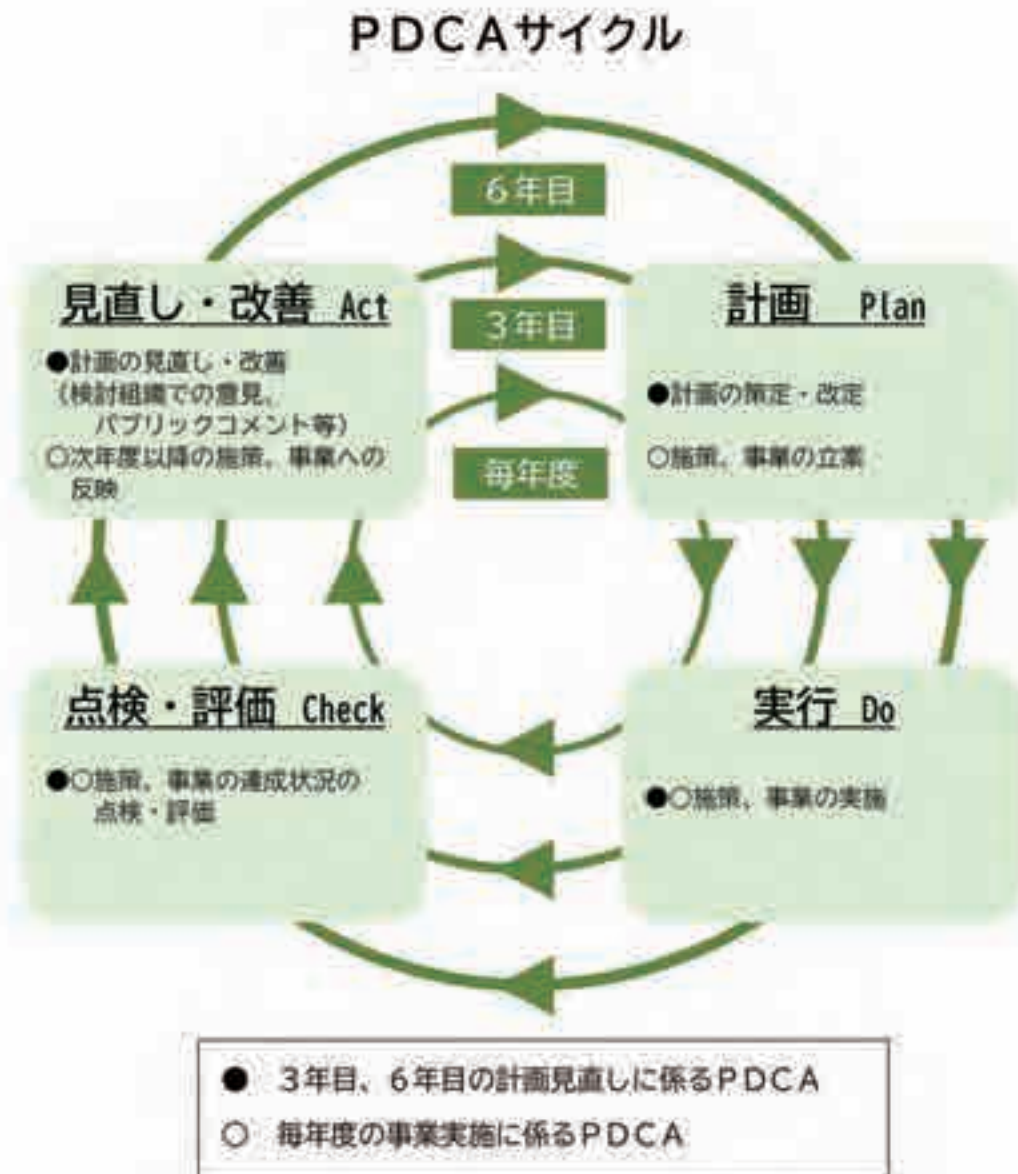 PDCAサイクル
6年目
見直し・改善 Act
●計画の見直し・改善
(検討組織での意見、
パブリックコメント等)
○次年度以降の施策、事業への
反映
3年目
毎年度
計画 Plan
●計画の策定・改定
○施策、事業の立案
点検・評価 Check
●○施策、事業の達成状況の
点検・評価
実行 Do
●○施策、事業の実施
● 3年目、6年目の計画見直しに係るPDCA
○ 毎年度の事業実施に係るPDCA